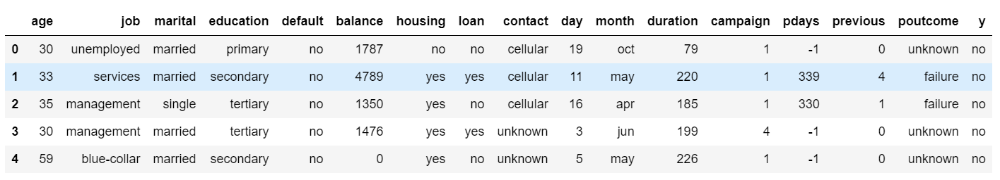 age job marital education default balance housing loan contact day month duration campaign pdays previous poutcome y
0 30 unemployed married primary no 1787 no no cellular 19 oct 79 1 -1 0 unknown no
1 33 services married secondary no 4789 yes yes cellular 11 may 220 1 339 4 failure no
2 35 management single tertiary no 1350 yes no cellular 16 apr 185 1 330 1 failure no
3 30 management married tertiary no 1476 yes yes unknown 3 jun 199 4 -1 0 unknown no
4 59 blue-collar married secondary no 0 yes no unknown 5 may 226 1 -1 0 unknown no